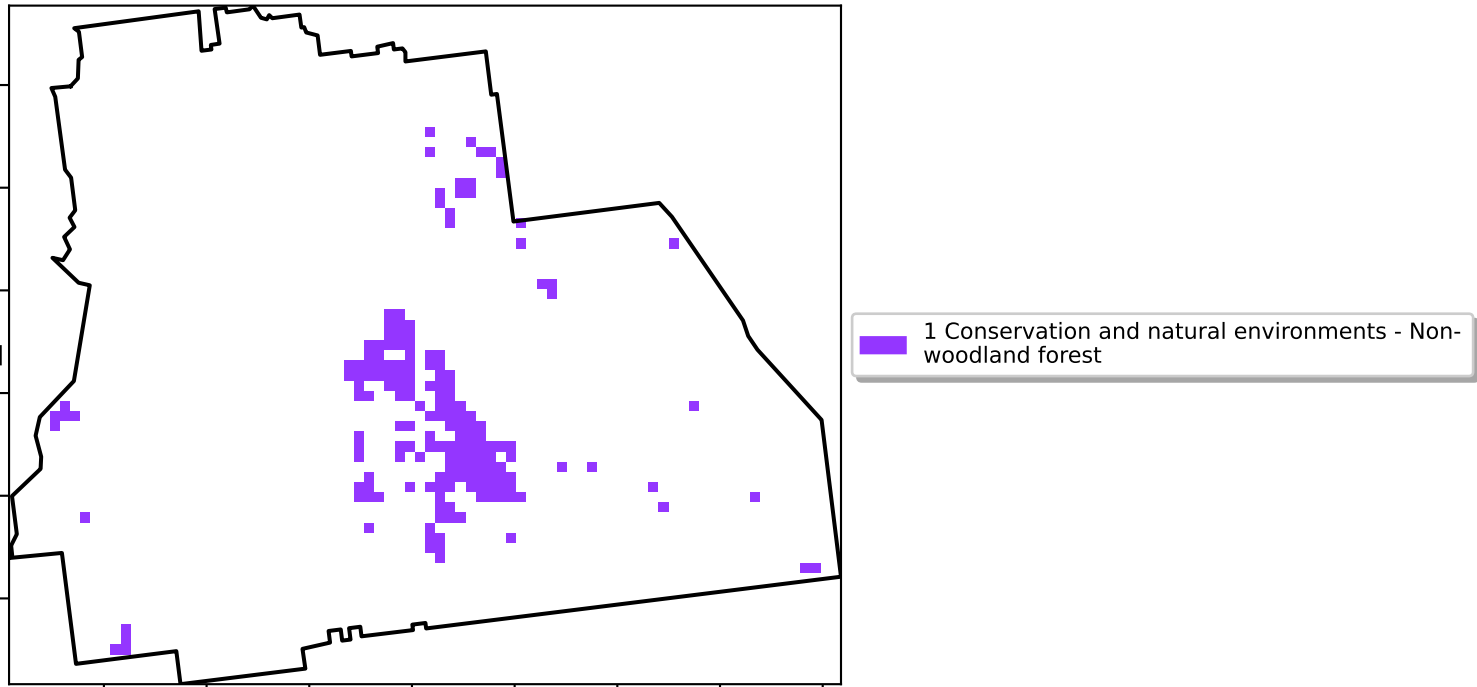 1 Conservation and natural environments - Non-
woodland forest